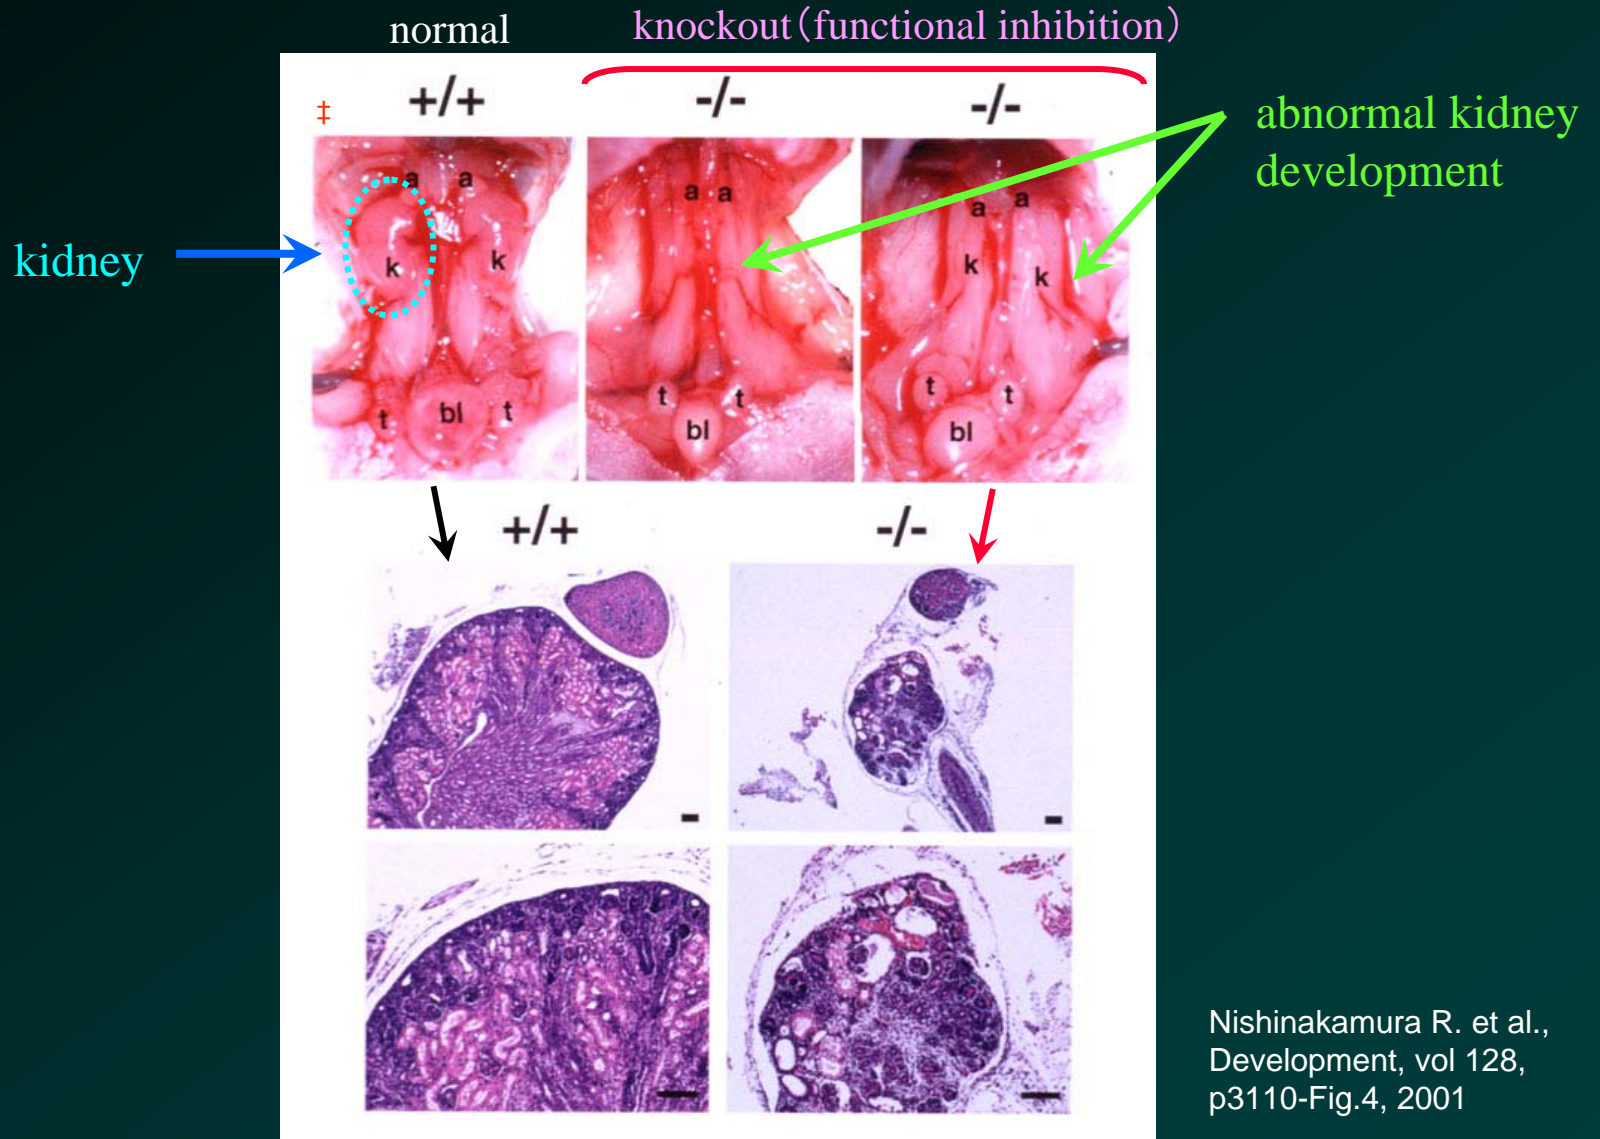 normal
knockout（functional inhibition）
‡
+/+
-/-
-/-
abnormal kidney
development
kidney
a
a
k
k
t
bl
t
a
a
t
t
bl
a
a
k
k
t
t
bl
+/+
-/-
Nishinakamura R. et al.,
Development, vol 128,
p3110-Fig.4, 2001